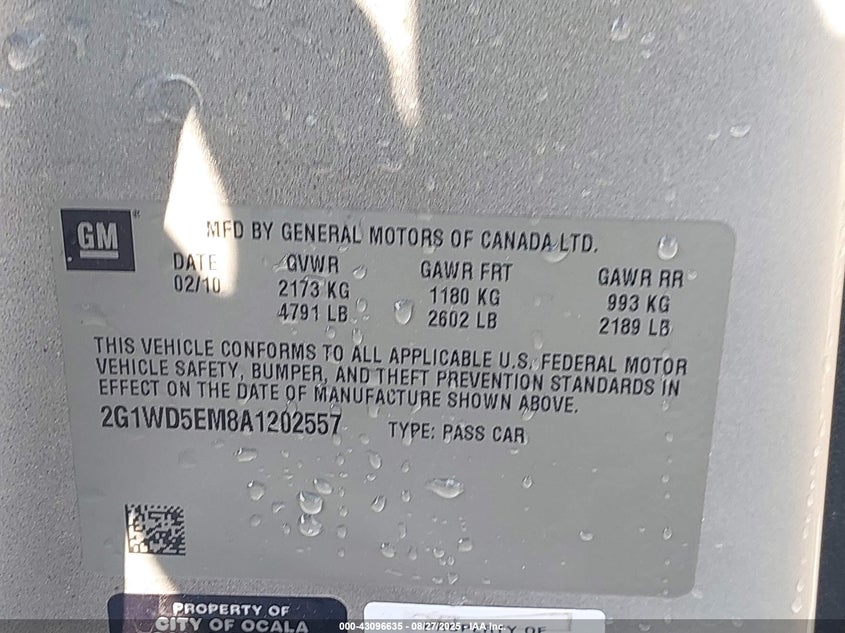 GM
MFD BY GENERAL MOTORS OF CANADA LTD.
DATE GVWR GAWR FRT GAWR RR
02/10 2173 KG 1180 KG 993 KG
4791 LB 2602 LB 2189 LB
THIS VEHICLE CONFORMS TO ALL APPLICABLE U.S. FEDERAL MOTOR
VEHICLE SAFETY, BUMPER, AND THEFT PREVENTION STANDARDS IN
EFFECT ON THE DATE OF MANUFACTURE SHOWN ABOVE.
2G1WD5EM8A1202557 TYPE: PASS CAR
PROPERTY OF
CITY OF OCALA
OF
000-43096635 - 08/27/2025 - IAA Inc.